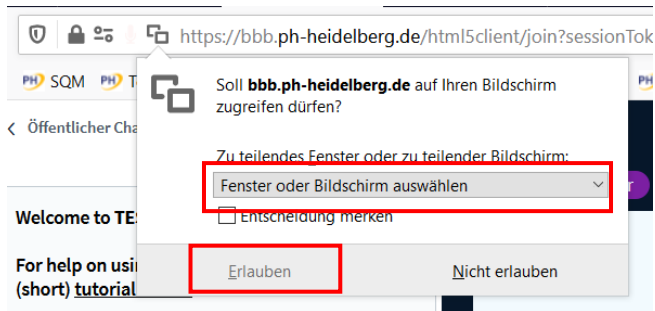 https://bbb.ph-heidelberg.de/html5client/join?sessionTok
PH SQM PH T
PH
Soll bbb.ph-heidelberg.de auf Ihren Bildschirm
zugreifen dürfen?
Öffentlicher Cha
Zu teilendes Fenster oder zu teilender Bildschirm:
Fenster oder Bildschirm auswählen
r
Entscheidung merken
Welcome to TES
For help on usi
(short) tutorial
Erlauben
Nicht erlauben